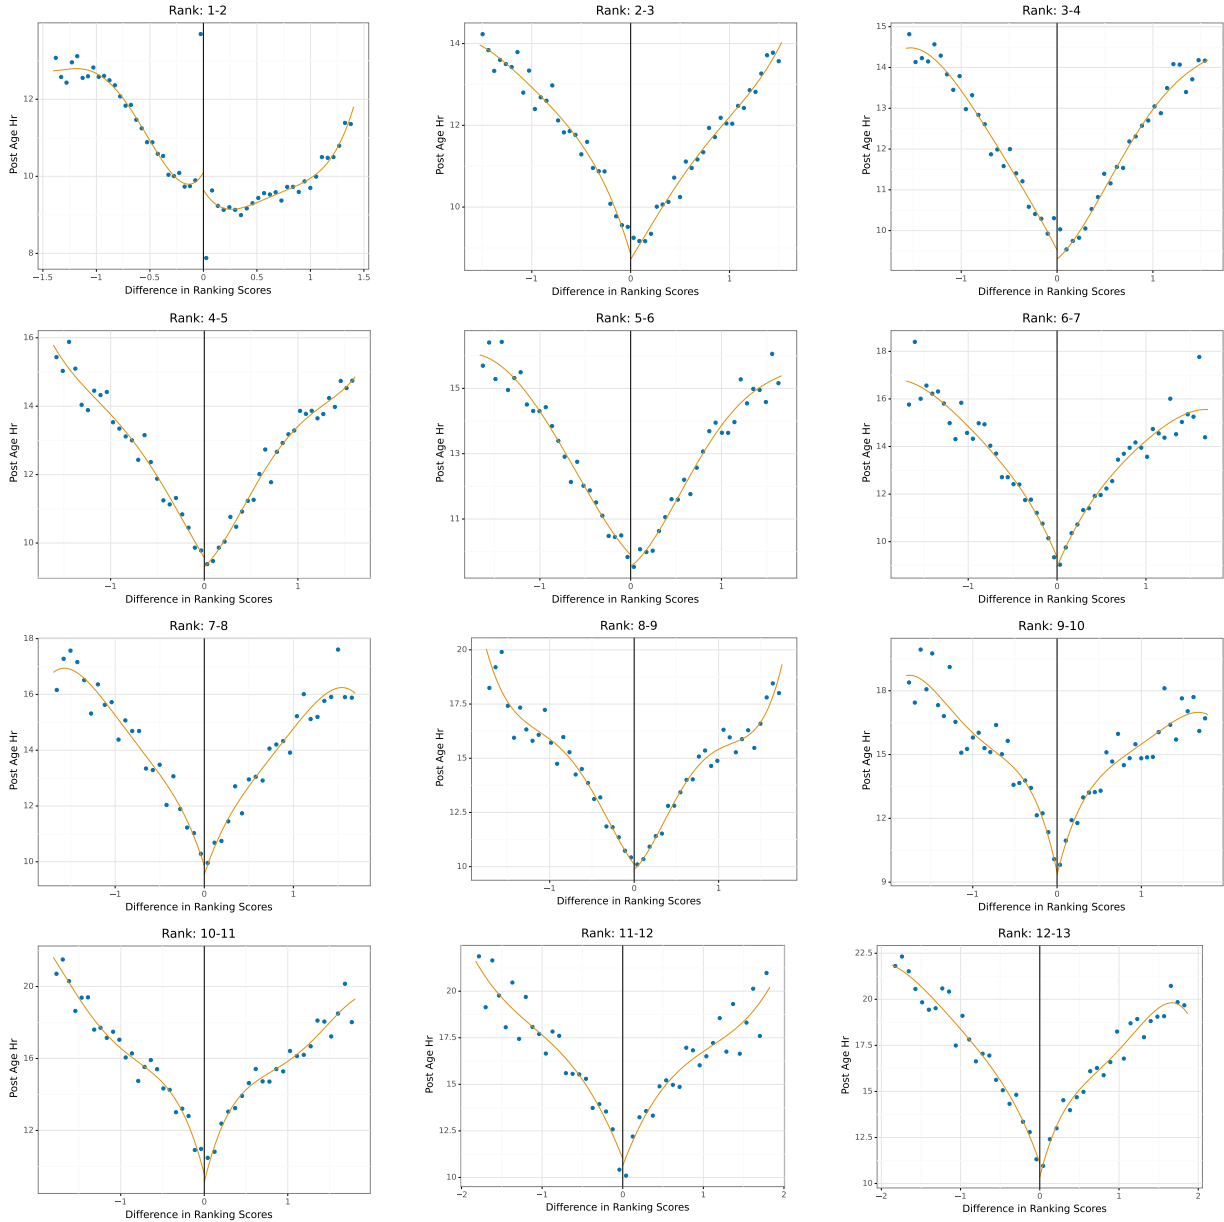 Rank: 1-2
Post Age Hr
12
10
8
−1.5 −1.0 −0.5 0 0.5 1.0 1.5
Difference in Ranking Scores
Rank: 2-3
Post Age Hr
14
12
10
−1 0 1
Difference in Ranking Scores
Rank: 3-4
Post Age Hr
15
14
13
12
11
10
−1 0 1
Difference in Ranking Scores
Rank: 4-5
Post Age Hr
16
14
12
10
−1 0 1
Difference in Ranking Scores
Rank: 5-6
Post Age Hr
15
13
11
−1 0 1
Difference in Ranking Scores
Rank: 6-7
Post Age Hr
18
16
14
12
10
−1 0 1
Difference in Ranking Scores
Rank: 7-8
Post Age Hr
18
16
14
12
10
−1 0 1
Difference in Ranking Scores
Rank: 8-9
Post Age Hr
20
17.5
15
12.5
10
−1 0 1
Difference in Ranking Scores
Rank: 9-10
Post Age Hr
18
15
12
9
−1 0 1
Difference in Ranking Scores
Rank: 10-11
Post Age Hr
20
16
12
−1 0 1
Difference in Ranking Scores
Rank: 11-12
Post Age Hr
20
17.5
15
12.5
10
−2 −1 0 1 2
Difference in Ranking Scores
Rank: 12-13
Post Age Hr
22.5
20
17.5
15
12.5
10
−2 −1 0 1 2
Difference in Ranking Scores